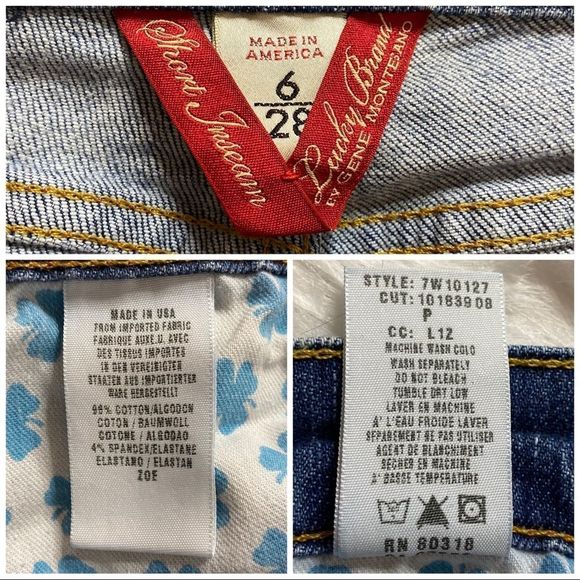 MADE IN
AMERICA
6
28
Short Inseam
Lucky Brand
BY GENE MONTESANO
MADE IN USA
FROM IMPORTED FABRIC
FABRIQUE AUX E.U. AVEC
DES TISSUS IMPORTES
IN DEN VEREINIGTEN
STAATEN AUS IMPORTIERTER
WARE HERGESTELLT
96% COTTON/ALGODON
COTON / BAUMWOLL
COTONE / ALGODAO
4% SPANDEX/ELASTAN
ELASTANO / ELASTAN
ZOE
STYLE: 7W10127
CUT: 10183908
P
CC: L1Z
MACHINE WASH COLD
WASH SEPARATELY
DO NOT BLEACH
TUMBLE DRY LOW
LAVER EN MACHINE
A' L'EAU FROIDE LAVER
SEPAREMENT NE PAS UTILISER
AGENT DE BLANCHIMENT
SECHER EN MACHINE
A' BASSE TEMPERATURE
RN 80318